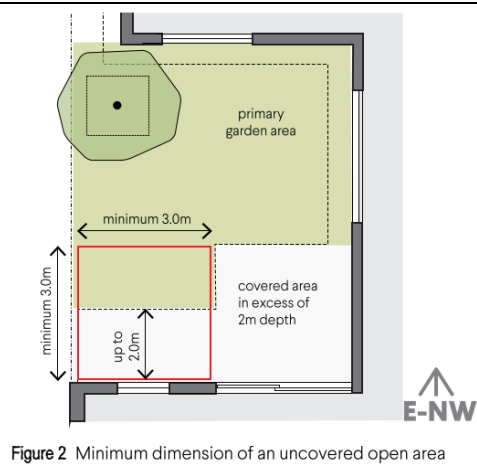 primary
garden area
minimum 3.0m
minimum 3.0m
up to
2.0m
covered area
in excess of
2m depth
E-NW
Figure 2 Minimum dimension of an uncovered open area